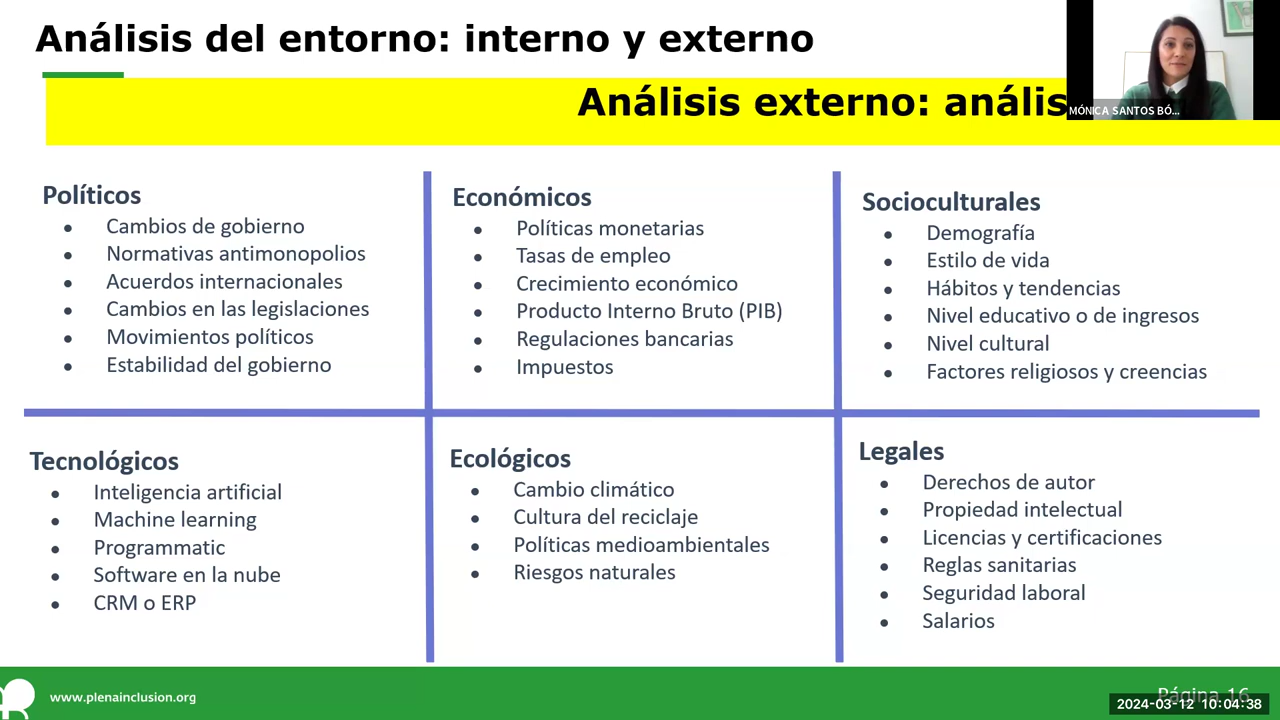 Análisis del entorno: interno y externo
Análisis externo: anális
MÓNICA SANTOS BÓ...
Políticos
• Cambios de gobierno
• Normativas antimonopolios
• Acuerdos internacionales
• Cambios en las legislaciones
• Movimientos políticos
• Estabilidad del gobierno
Económicos
• Políticas monetarias
• Tasas de empleo
• Crecimiento económico
• Producto Interno Bruto (PIB)
• Regulaciones bancarias
• Impuestos
Socioculturales
• Demografía
• Estilo de vida
• Hábitos y tendencias
• Nivel educativo o de ingresos
• Nivel cultural
• Factores religiosos y creencias
Tecnológicos
• Inteligencia artificial
• Machine learning
• Programmatic
• Software en la nube
• CRM o ERP
Ecológicos
• Cambio climático
• Cultura del reciclaje
• Políticas medioambientales
• Riesgos naturales
Legales
• Derechos de autor
• Propiedad intelectual
• Licencias y certificaciones
• Reglas sanitarias
• Seguridad laboral
• Salarios
www.plenainclusion.org
Página 16
2024-03-12 10:04:38